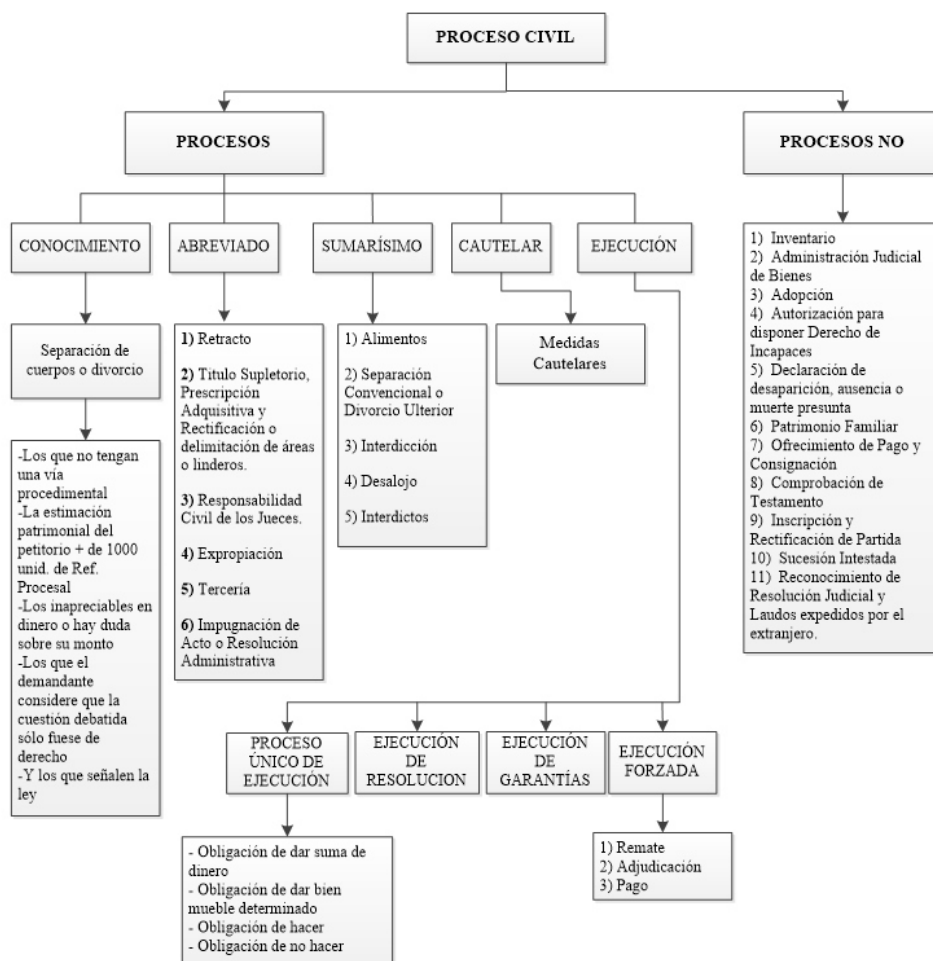 PROCESO CIVIL
PROCESOS
PROCESOS NO
CONOCIMIENTO
ABREVIADO
SUMARÍSIMO
CAUTELAR
EJECUCIÓN
Separación de
cuerpos o divorcio
-Los que no tengan
una vía
procedimental
-La estimación
patrimonial del
petitorio + de 1000
unid. de Ref.
Procesal
-Los inapreciables en
dinero o hay duda
sobre su monto
-Los que el
demandante
considere que la
cuestión debatida
sólo fuese de
derecho
-Y los que señalen la
ley
1) Retracto
2) Titulo Supletorio,
Prescripción
Adquisitiva y
Rectificación o
delimitación de áreas
o linderos.
3) Responsabilidad
Civil de los Jueces.
4) Expropiación
5) Tercería
6) Impugnación de
Acto o Resolución
Administrativa
1) Alimentos
2) Separación
Convencional o
Divorcio Ulterior
3) Interdicción
4) Desalojo
5) Interdictos
Medidas
Cautelares
1) Inventario
2) Administración Judicial
de Bienes
3) Adopción
4) Autorización para
disponer Derecho de
Incapaces
5) Declaración de
desaparición, ausencia o
muerte presunta
6) Patrimonio Familiar
7) Ofrecimiento de Pago y
Consignación
8) Comprobación de
Testamento
9) Inscripción y
Rectificación de Partida
10) Sucesión Intestada
11) Reconocimiento de
Resolución Judicial y
Laudos expedidos por el
extranjero.
PROCESO
ÚNICO DE
EJECUCIÓN
EJECUCIÓN
DE
RESOLUCION
EJECUCIÓN
DE
GARANTÍAS
EJECUCIÓN
FORZADA
- Obligación de dar suma de
dinero
- Obligación de dar bien
mueble determinado
- Obligación de hacer
- Obligación de no hacer
1) Remate
2) Adjudicación
3) Pago